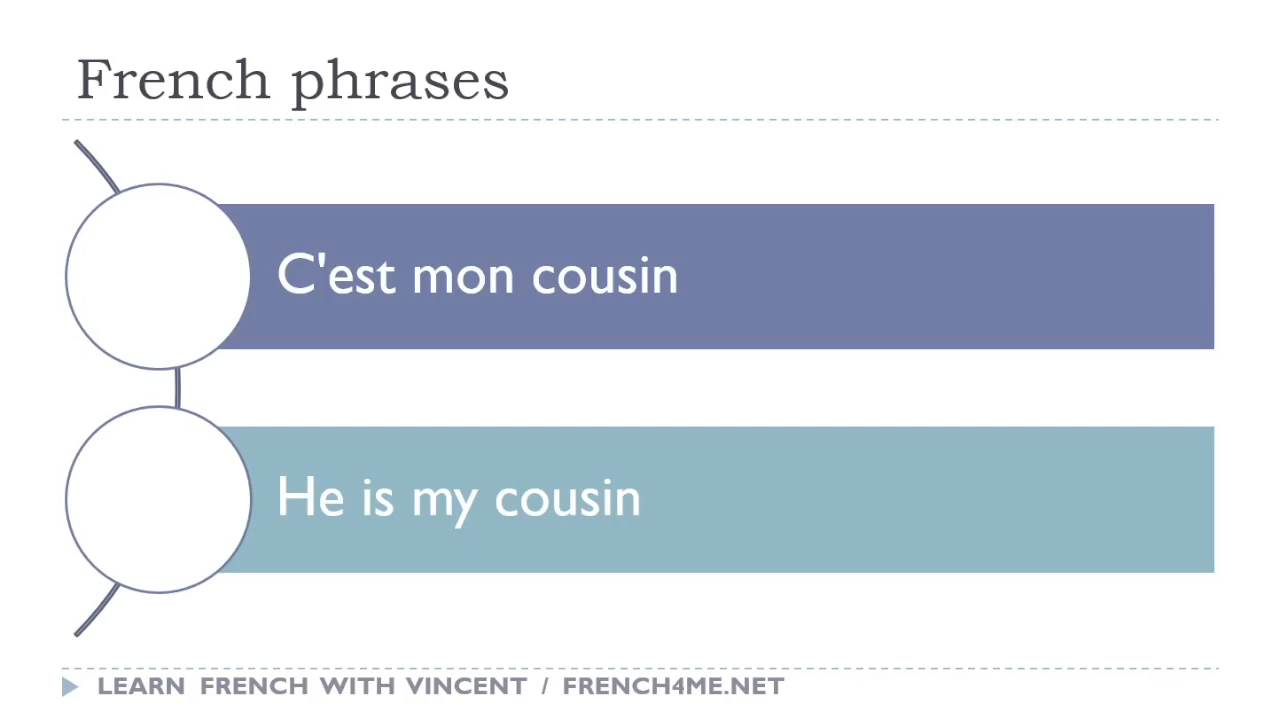 French phrases
C'est mon cousin
He is my cousin
LEARN FRENCH WITH VINCENT / FRENCH4ME.NET